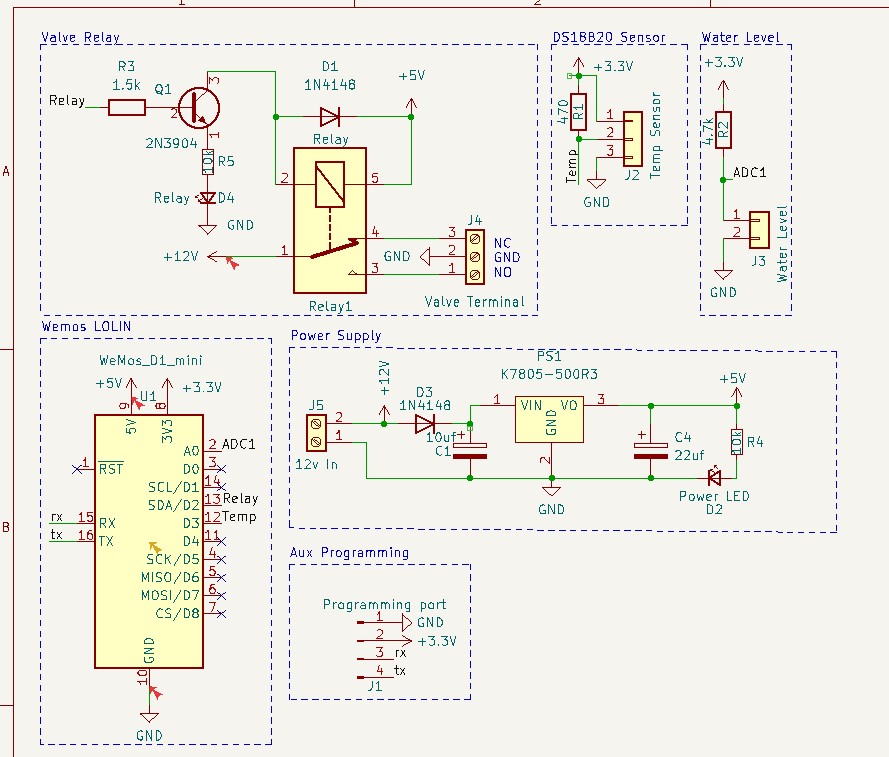 1
2
A
B
Valve Relay
R3
1.5k
Q1
2N3904
Relay
2
3
1
10k
R5
Relay
D4
GND
D1
1N4148
+5V
Relay
2
5
4
1
3
+12V
Relay1
GND
J4
3
2
1
NC
GND
NO
Valve Terminal
DS18B20 Sensor
+3.3V
470
R1
Temp
1
2
3
J2
Temp Sensor
GND
Water Level
+3.3V
4.7k
R2
ADC1
1
2
J3
Water Level
GND
Wemos LOLIN
WeMos_D1_mini
+5V
U1
+3.3V
9
8
5V
3V3
A0 2 ADC1
1 RST
D0 3
SCL/D1 14
SDA/D2 13 Relay
rx 15 RX
D3 12 Temp
tx 16 TX
D4 11
SCK/D5 4
MISO/D6 5
MOSI/D7 6
CS/D8 7
GND
10
GND
Power Supply
J5
2
1
12v In
+12V
D3
1N4148
10uf
+
C1
PS1
K7805-500R3
1 VIN VO 3
GND
2
GND
+
C4
22uf
+5V
10k
R4
Power LED
D2
Aux Programming
Programming port
1 GND
2 +3.3V
3 rx
4 tx
J1